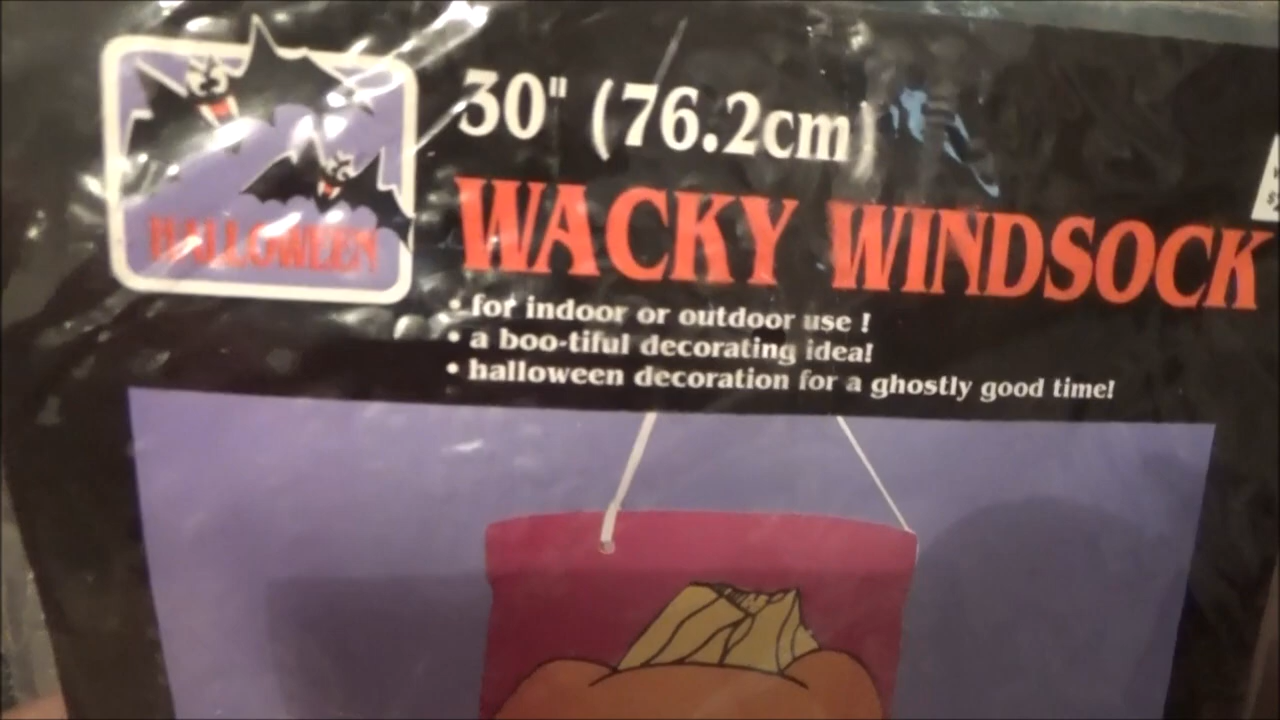 30" (76.2cm)
WACKY WINDSOCK
HALLOWEEN
• for indoor or outdoor use !
• a boo-tiful decorating idea!
• halloween decoration for a ghostly good time!